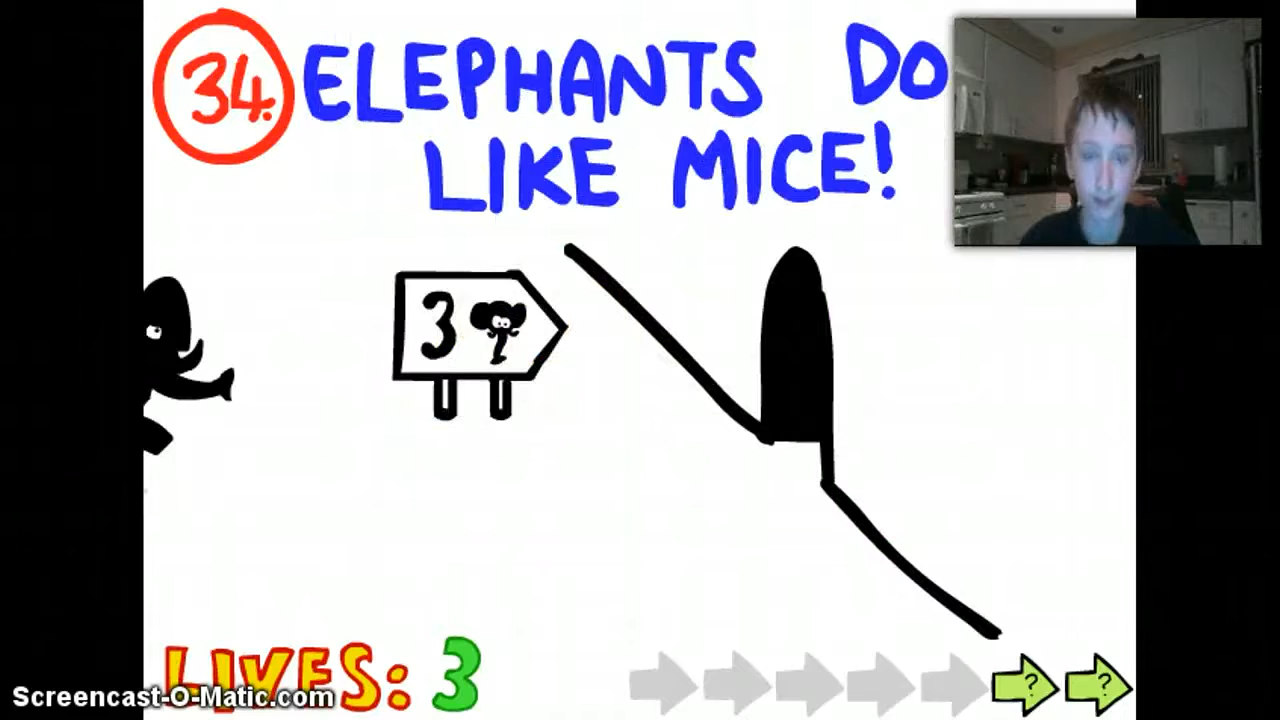 34. ELEPHANTS DO
LIKE MICE!
3
LIVES: 3
? ?
Screencast-O-Matic.com